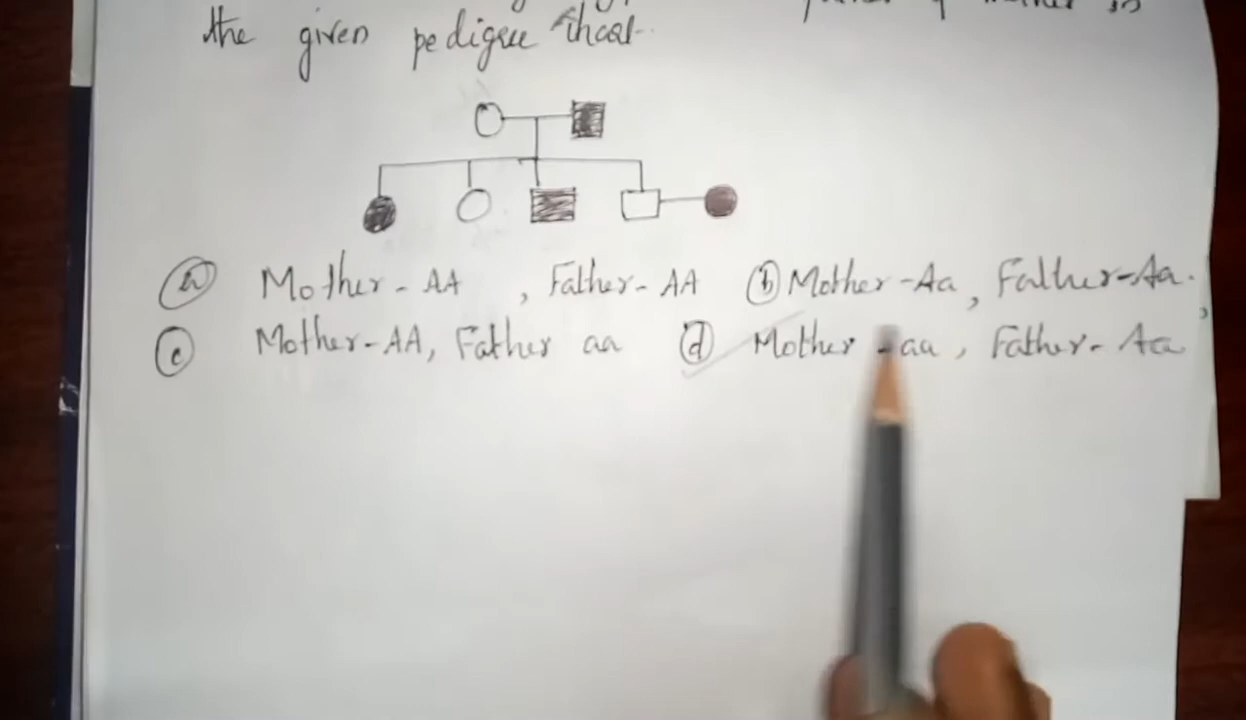 the given pedigree chart.
(a) Mother - AA , Father - AA (b) Mother - Aa, Father - Aa.
(c) Mother - AA, Father aa (d) Mother - aa, Father - Aa